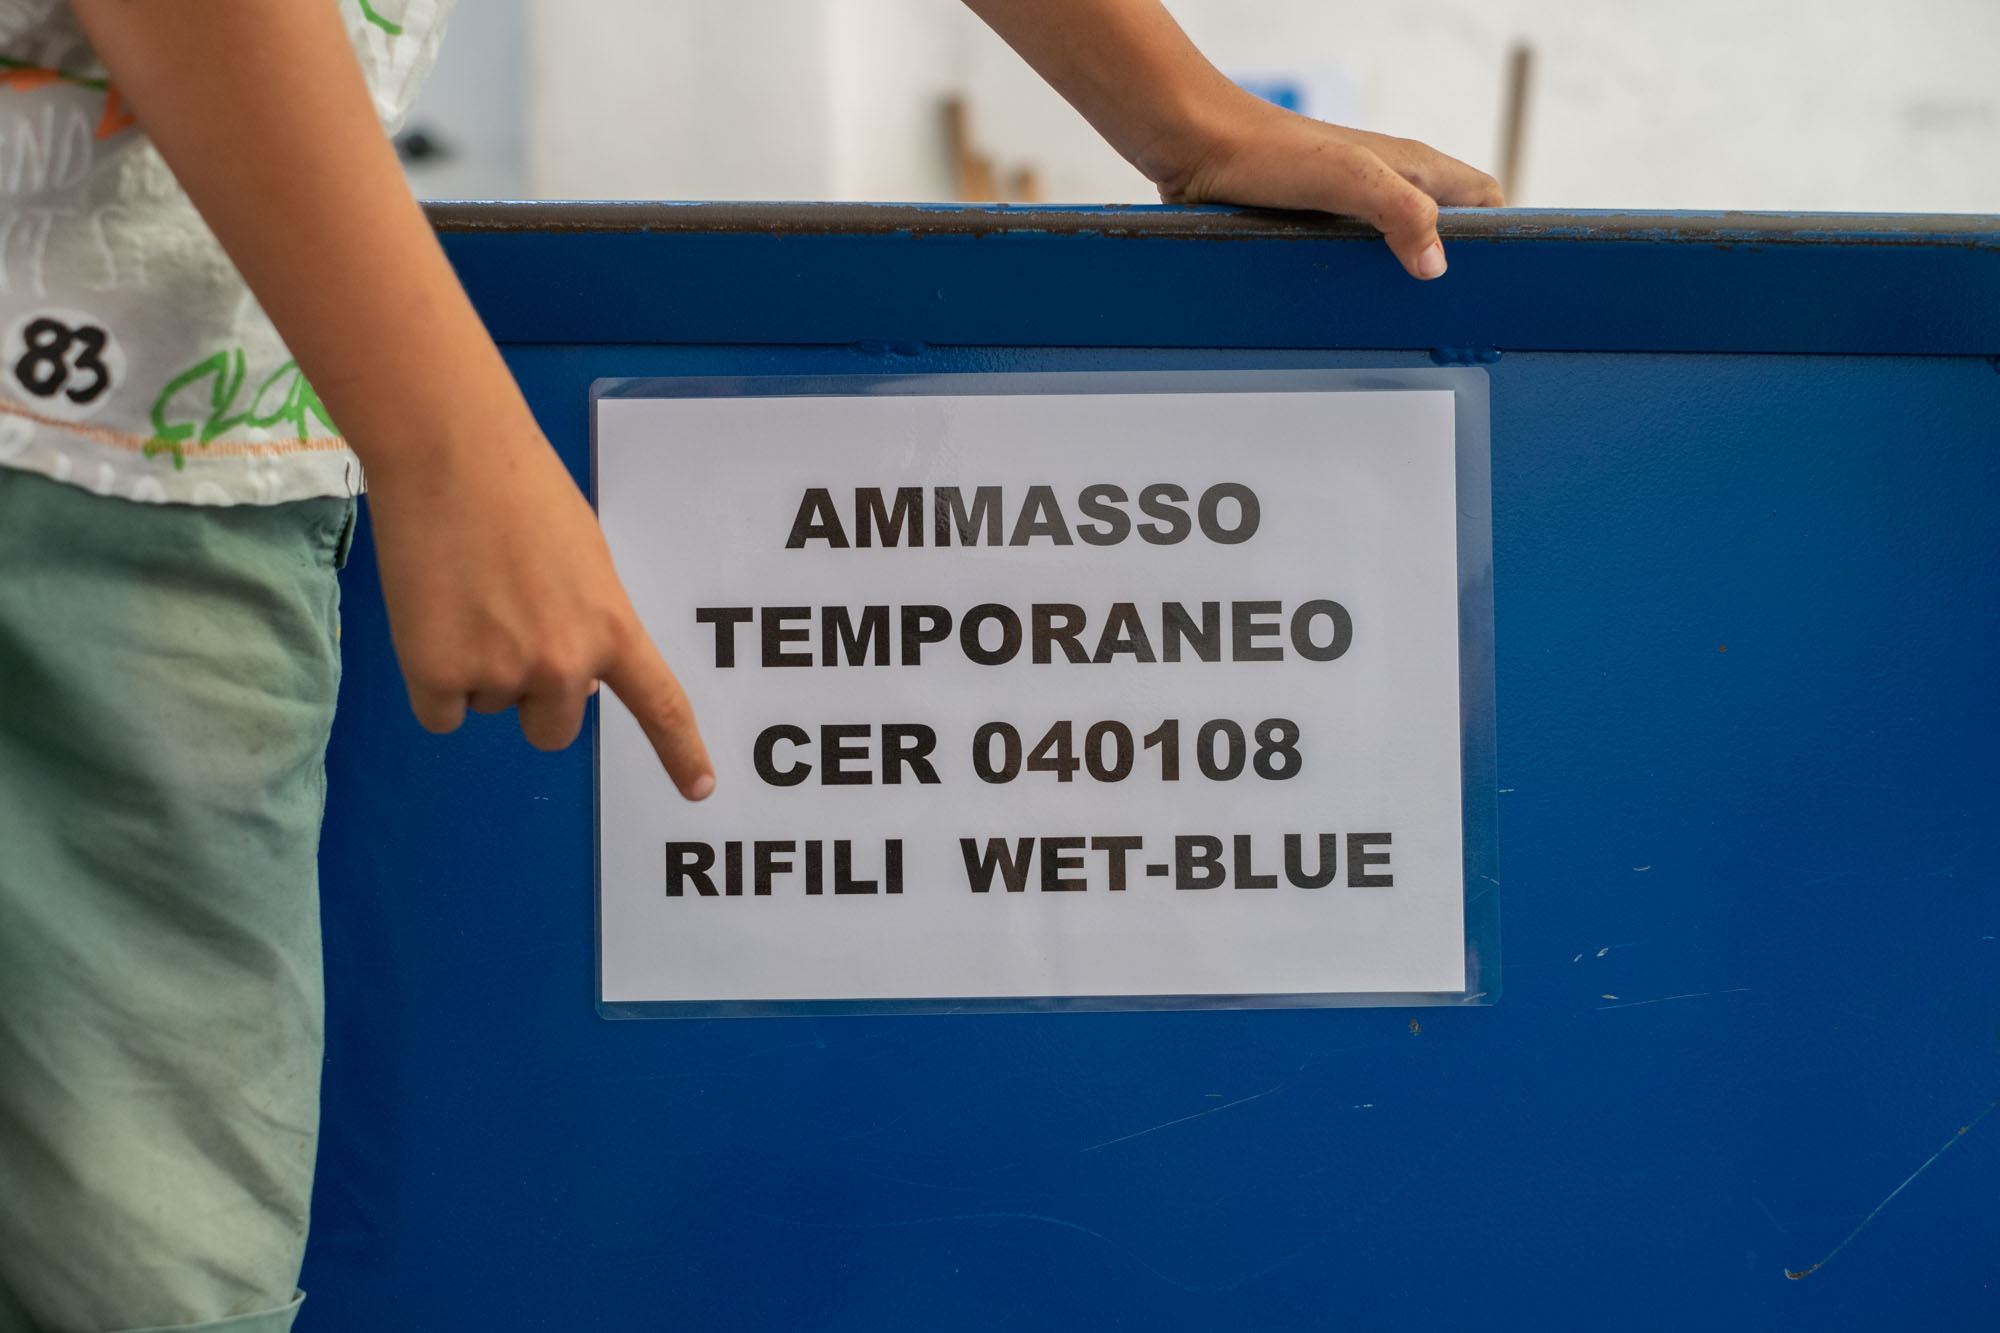 AMMASSO
TEMPORANEO
CER 040108
RIFILI WET-BLUE
83